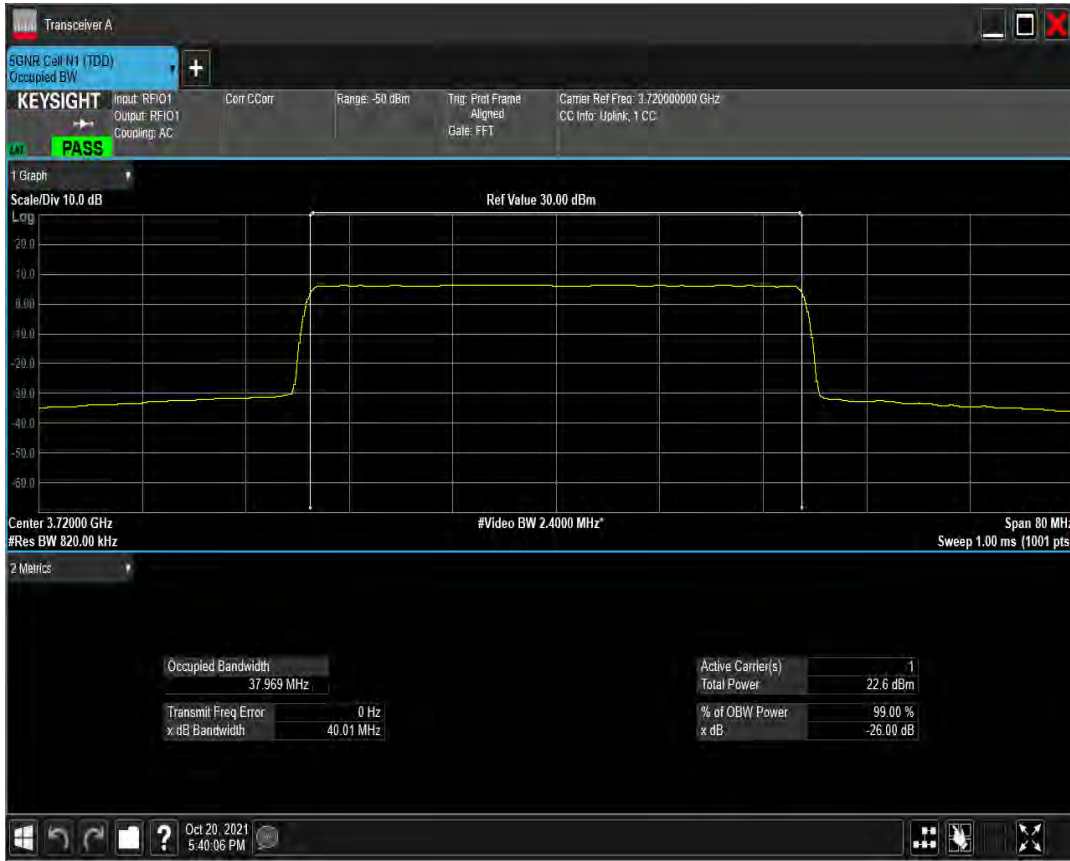 Transceiver A
5GNR Cell N1 (TDD)
Occupied BW
+
KEYSIGHT
Input: RFIO1
Output: RFIO1
Coupling: AC
Corr CCorr
Range: -50 dBm
Trig: Prot Frame
Aligned
Gate: FFT
Carrier Ref Freq: 3.720000000 GHz
CC Info: Uplink, 1 CC
PASS
1 Graph
Scale/Div 10.0 dB
Ref Value 30.00 dBm
Log
20.0
10.0
0.00
-10.0
-20.0
-30.0
-40.0
-50.0
-60.0
Center 3.72000 GHz
#Video BW 2.4000 MHz*
Span 80 MHz
#Res BW 820.00 kHz
Sweep 1.00 ms (1001 pts
2 Metrics
Occupied Bandwidth
37.969 MHz
Transmit Freq Error 0 Hz
x dB Bandwidth 40.01 MHz
Active Carrier(s) 1
Total Power 22.6 dBm
% of OBW Power 99.00 %
x dB -26.00 dB
?
Oct 20, 2021
5:40:06 PM